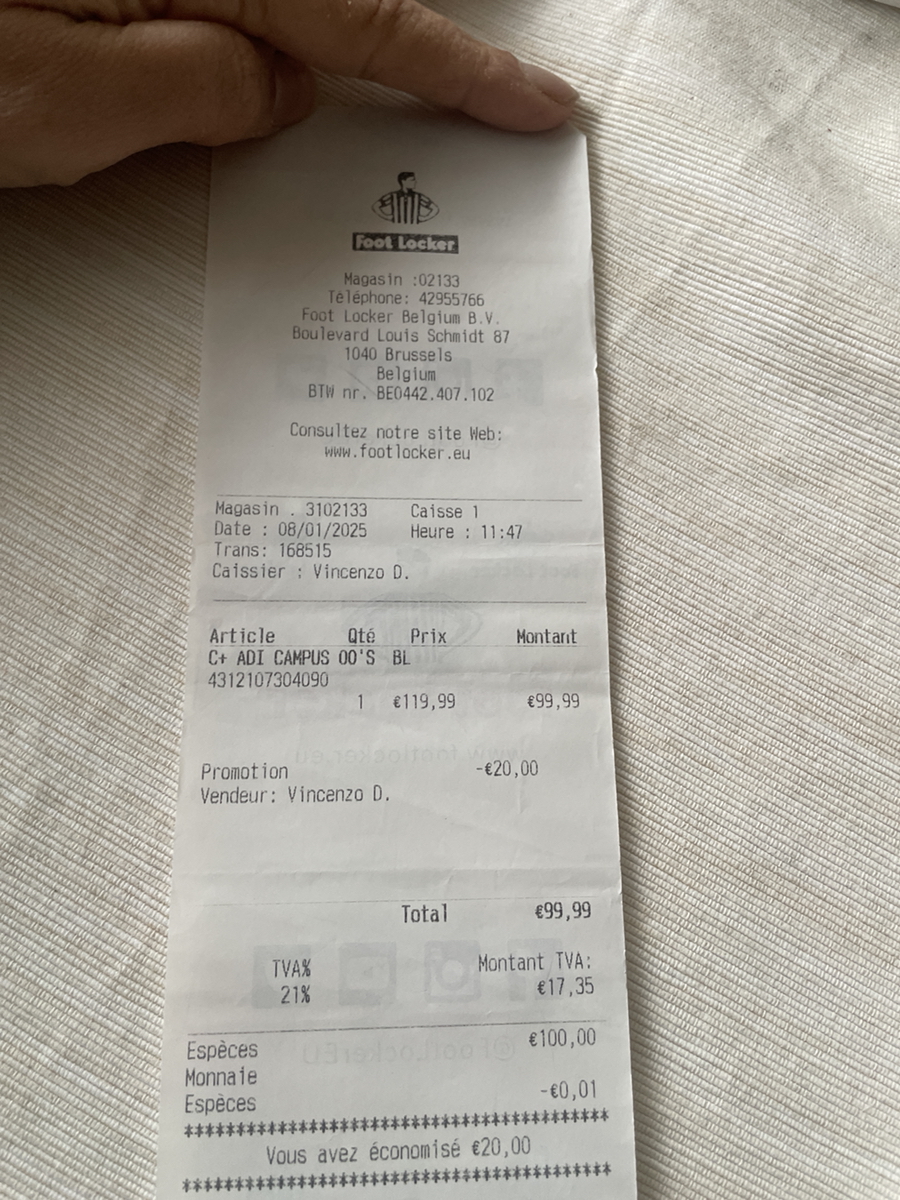 Foot Locker
Magasin :02133
Téléphone: 42955766
Foot Locker Belgium B.V.
Boulevard Louis Schmidt 87
1040 Brussels
Belgium
BTW nr. BE0442.407.102
Consultez notre site Web:
www.footlocker.eu
Magasin . 3102133 Caisse 1
Date : 08/01/2025 Heure : 11:47
Trans: 168515
Caissier : Vincenzo D.
Article Qté Prix Montant
C+ ADI CAMPUS 00'S BL
4312107304090
1 €119,99 €99,99
Promotion -€20,00
Vendeur: Vincenzo D.
Total €99,99
TVA% Montant TVA:
21% €17,35
Espèces €100,00
Monnaie
Espèces -€0,01
****************************************
Vous avez économisé €20,00
****************************************